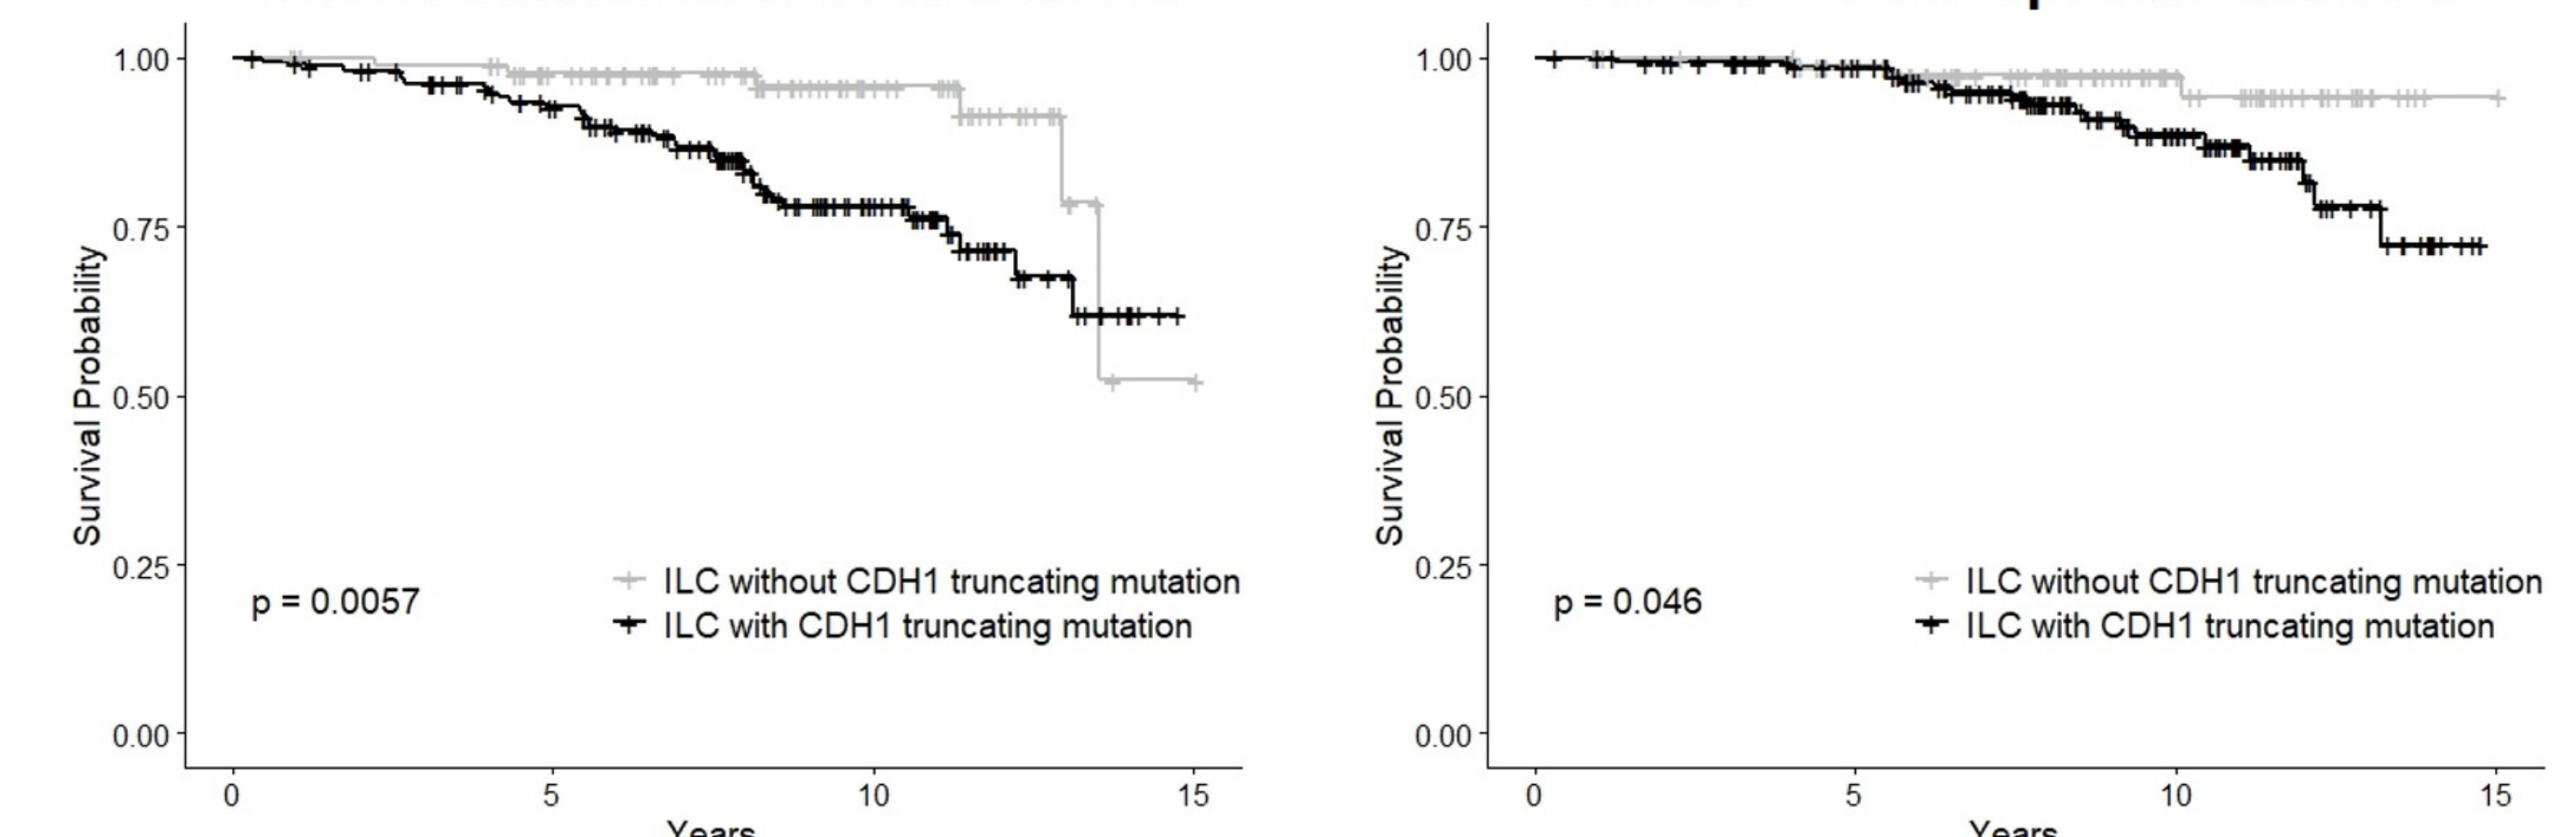 1.00
0.75
0.50
0.25
0.00
Survival Probability
p = 0.0057
ILC without CDH1 truncating mutation
ILC with CDH1 truncating mutation
0 5 10 15
Years
1.00
0.75
0.50
0.25
0.00
Survival Probability
p = 0.046
ILC without CDH1 truncating mutation
ILC with CDH1 truncating mutation
0 5 10 15
Years